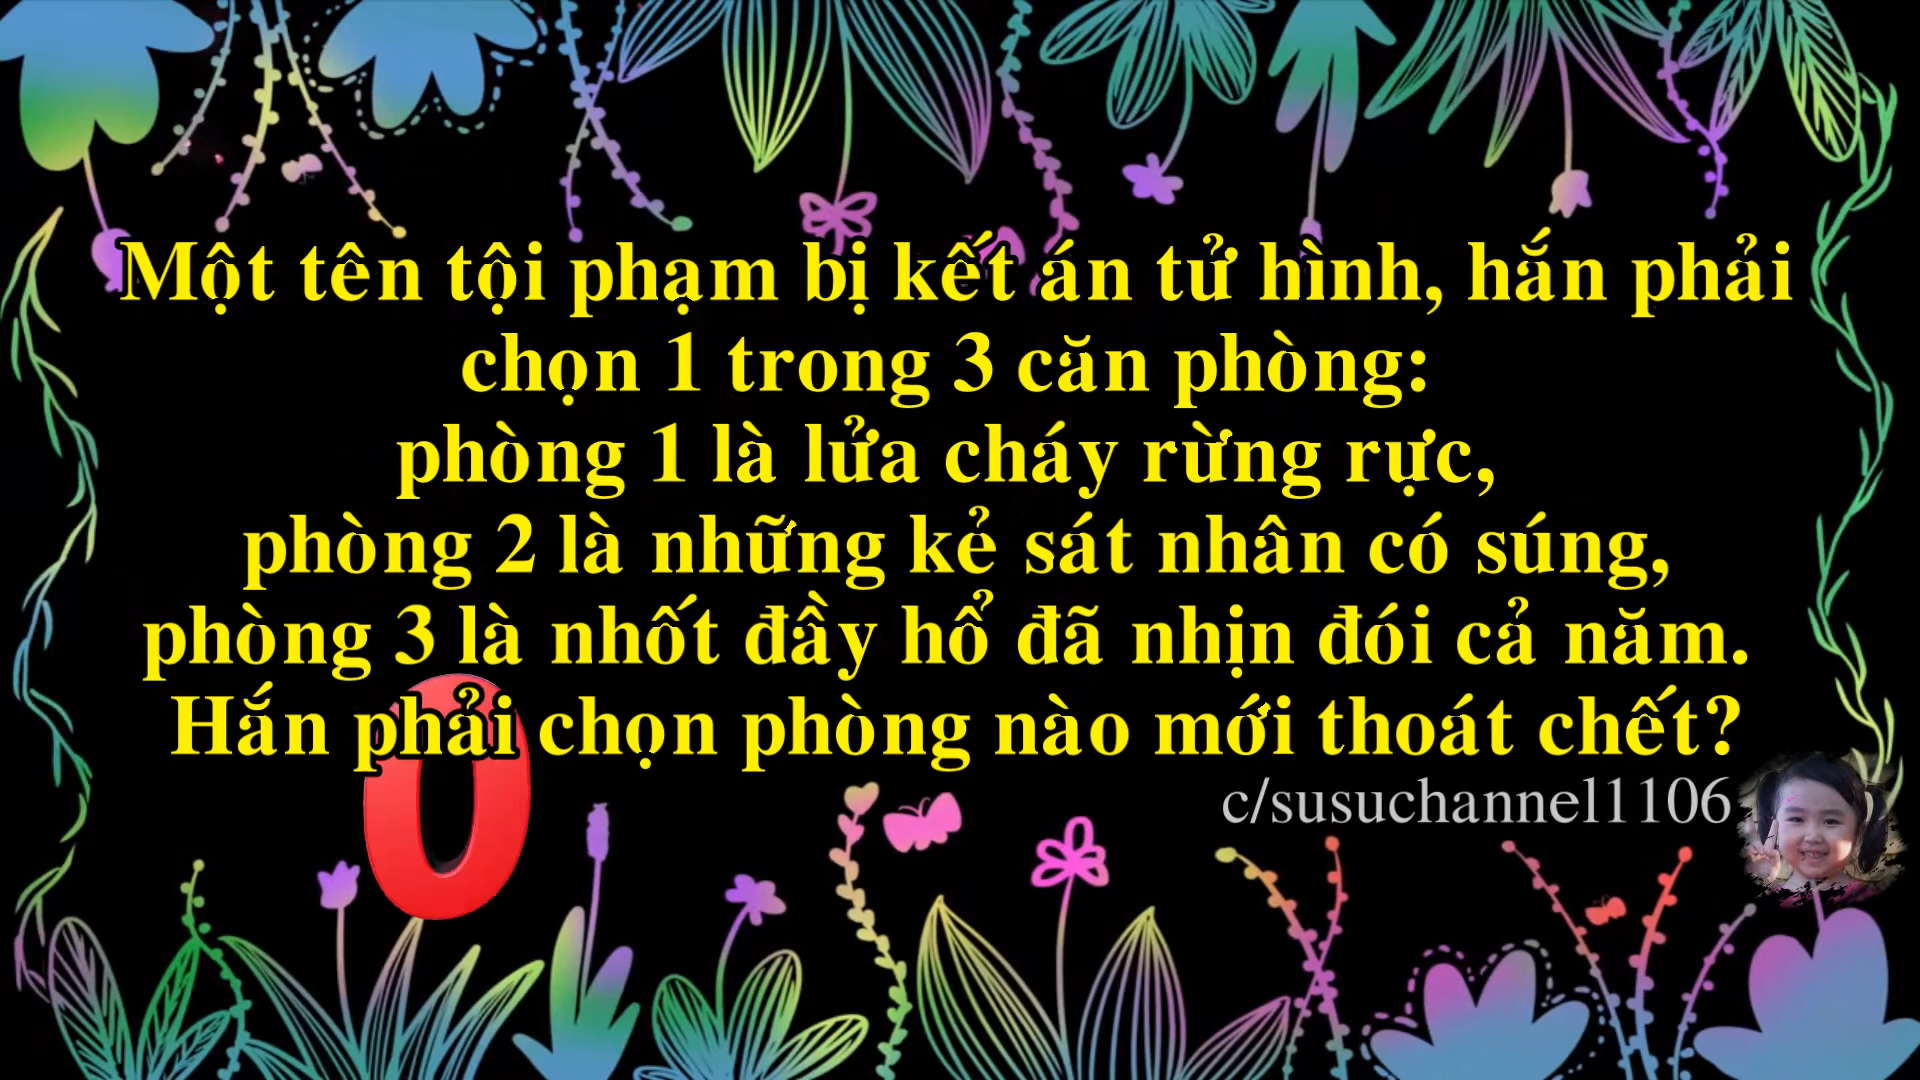 Một tên tội phạm bị kết án tử hình, hắn phải
chọn 1 trong 3 căn phòng:
phòng 1 là lửa cháy rừng rực,
phòng 2 là những kẻ sát nhân có súng,
phòng 3 là nhốt đầy hổ đã nhịn đói cả năm.
Hắn phải chọn phòng nào mới thoát chết?
0
c/susuchannel1106